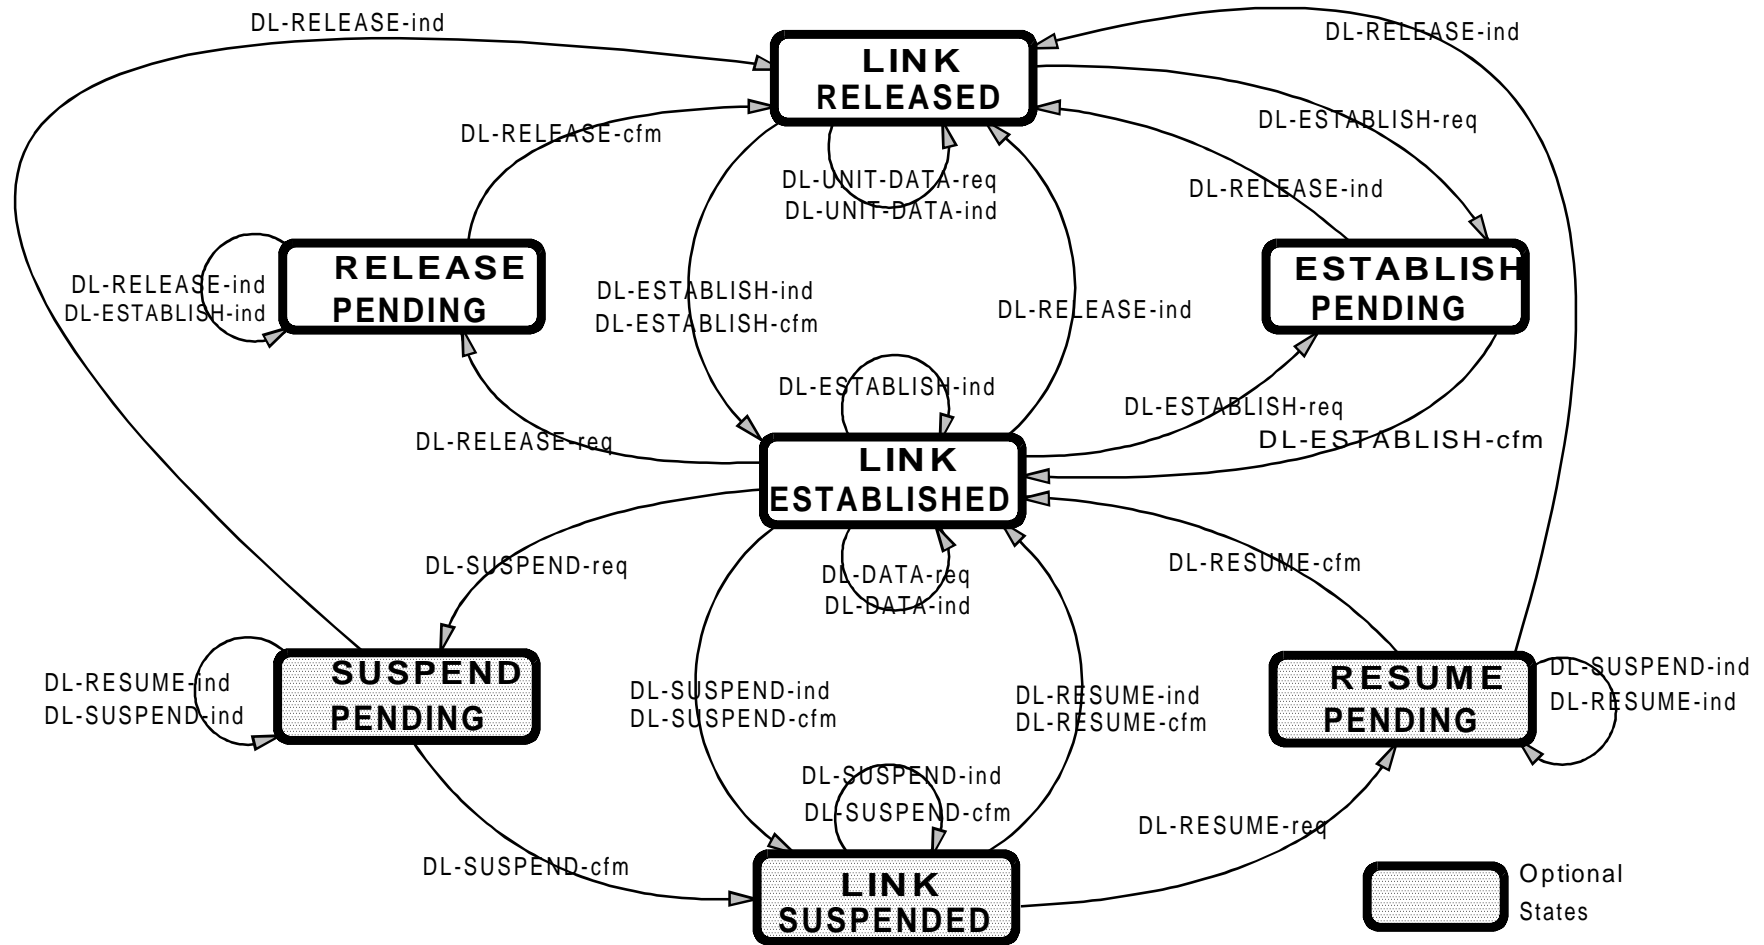 DL-RELEASE-ind
DL-RELEASE-ind
LINK
RELEASED
DL-RELEASE-cfm
DL-ESTABLISH-req
DL-UNIT-DATA-req
DL-UNIT-DATA-ind
DL-RELEASE-ind
RELEASE
PENDING
DL-RELEASE-ind
DL-ESTABLISH-ind
ESTABLISH
PENDING
DL-ESTABLISH-ind
DL-ESTABLISH-cfm
DL-RELEASE-ind
DL-ESTABLISH-ind
DL-ESTABLISH-req
DL-RELEASE-req
DL-ESTABLISH-cfm
LINK
ESTABLISHED
DL-SUSPEND-req
DL-DATA-req
DL-DATA-ind
DL-RESUME-cfm
DL-RESUME-ind
DL-SUSPEND-ind
SUSPEND
PENDING
DL-SUSPEND-ind
DL-SUSPEND-cfm
DL-RESUME-ind
DL-RESUME-cfm
RESUME
PENDING
DL-SUSPEND-ind
DL-RESUME-ind
DL-SUSPEND-ind
DL-SUSPEND-cfm
DL-RESUME-req
DL-SUSPEND-cfm
LINK
SUSPENDED
Optional
States